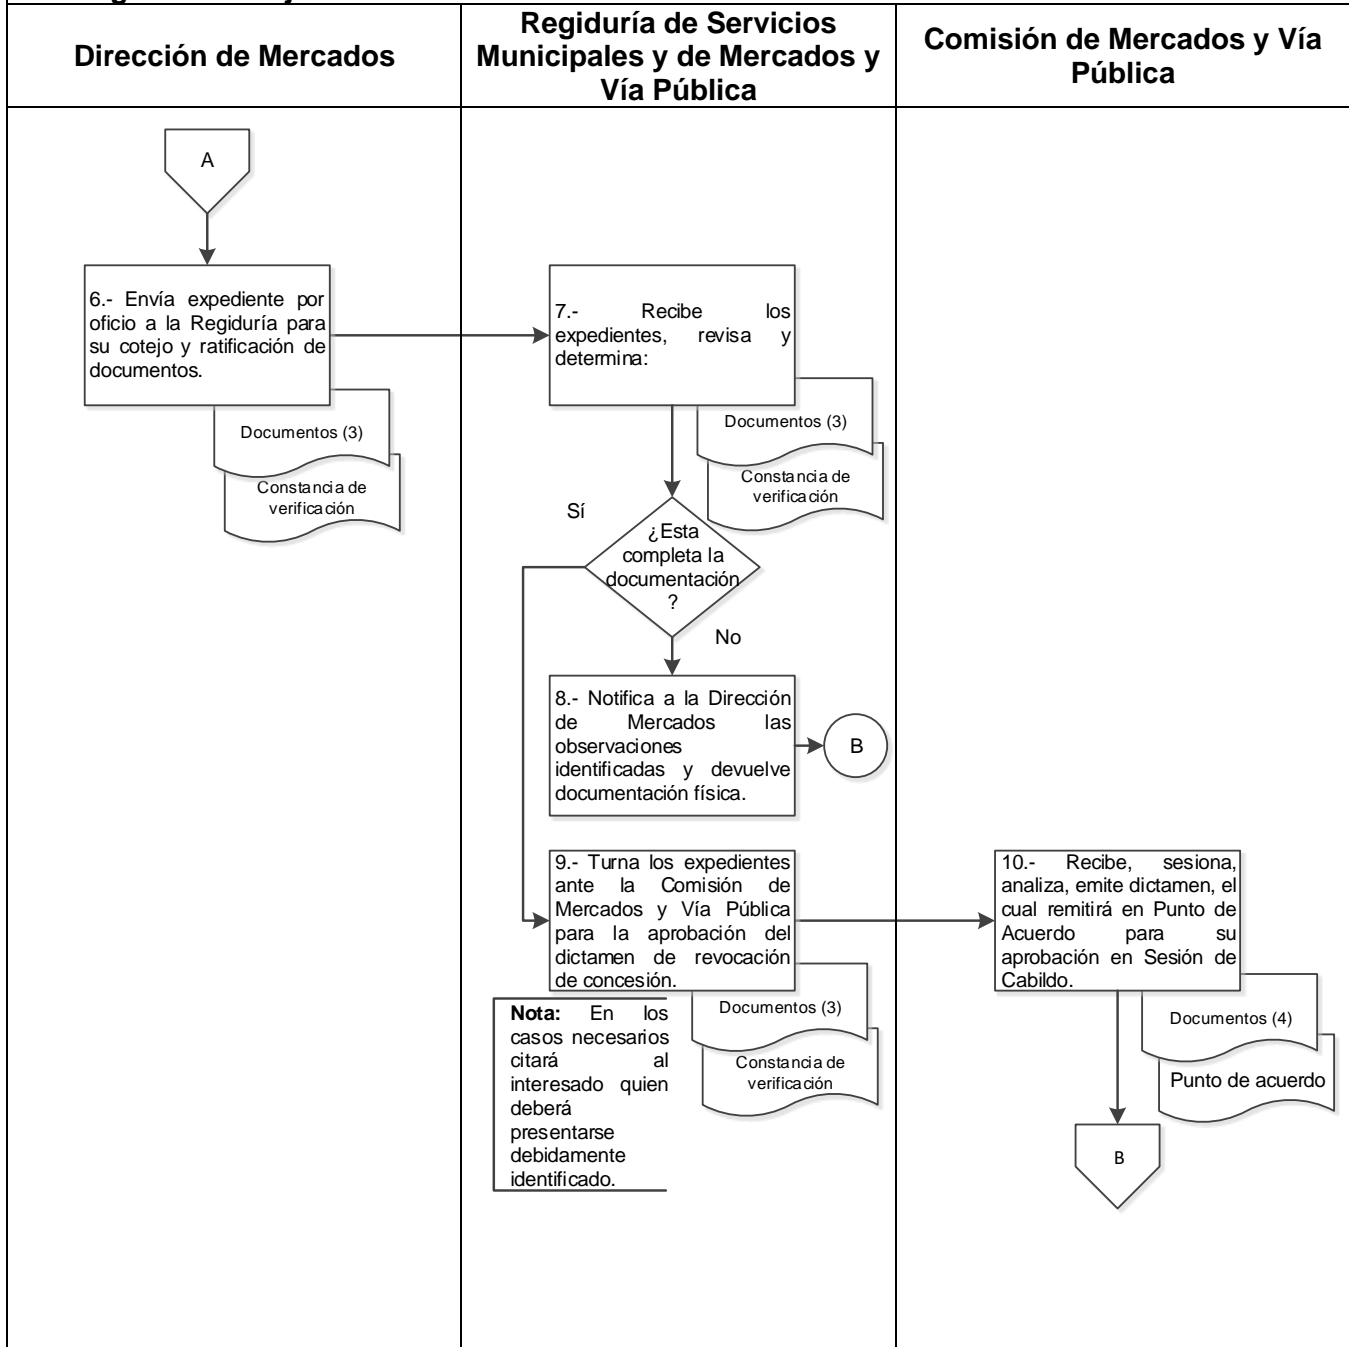 Dirección de Mercados
Regiduría de Servicios
Municipales y de Mercados y
Vía Pública
Comisión de Mercados y Vía
Pública
A
6.- Envía expediente por
oficio a la Regiduría para
su cotejo y ratificación de
documentos.
Documentos (3)
Constancia de
verificación
7.- Recibe los
expedientes, revisa y
determina:
Documentos (3)
Constancia de
verificación
Sí
¿Esta
completa la
documentación
?
No
8.- Notifica a la Dirección
de Mercados las
observaciones
identificadas y devuelve
documentación física.
B
9.- Turna los expedientes
ante la Comisión de
Mercados y Vía Pública
para la aprobación del
dictamen de revocación
de concesión.
Documentos (3)
Constancia de
verificación
Nota: En los
casos necesarios
citará al
interesado quien
deberá
presentarse
debidamente
identificado.
10.- Recibe, sesiona,
analiza, emite dictamen, el
cual remitirá en Punto de
Acuerdo para su
aprobación en Sesión de
Cabildo.
Documentos (4)
Punto de acuerdo
B